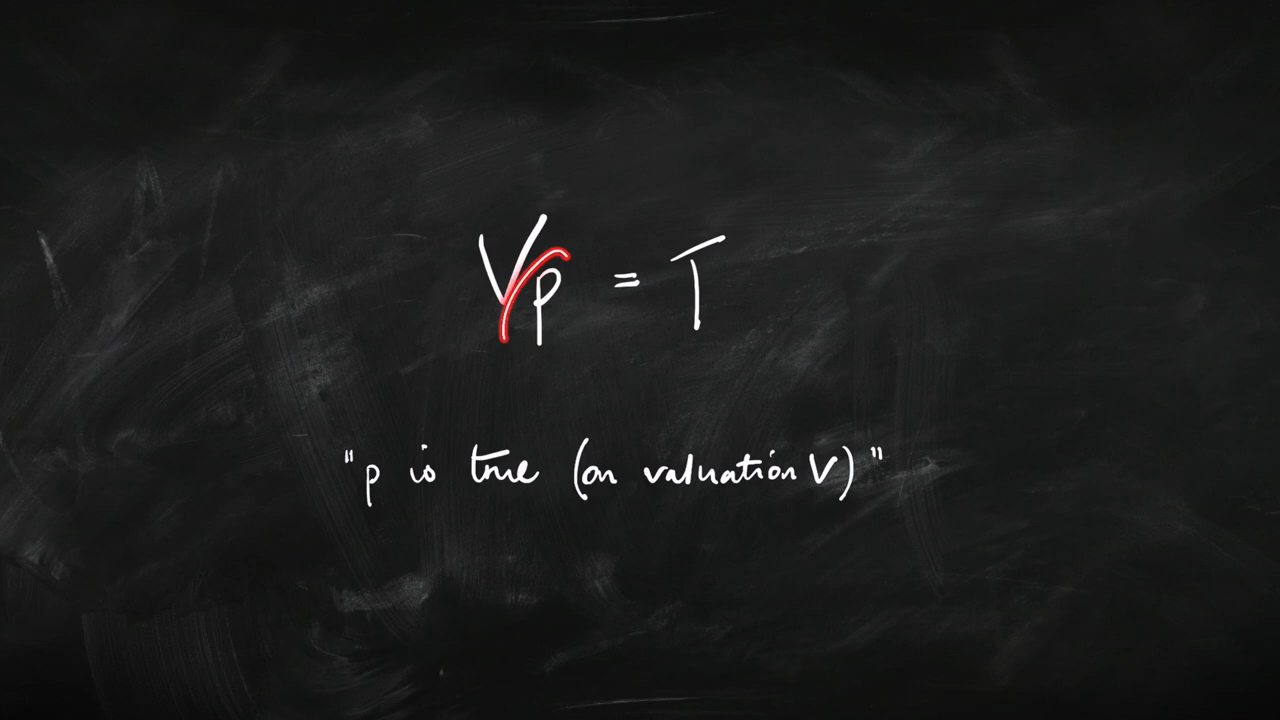 Vp = T
"p is true (on valuation V)"